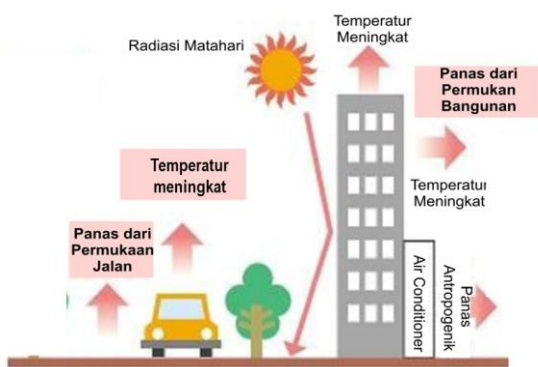 Temperatur
Meningkat
Radiasi Matahari
Panas dari
Permukan
Bangunan
Temperatur
meningkat
Temperatur
Meningkat
Panas dari
Permukaan
Jalan
Air Conditioner
Panas
Antropogenik